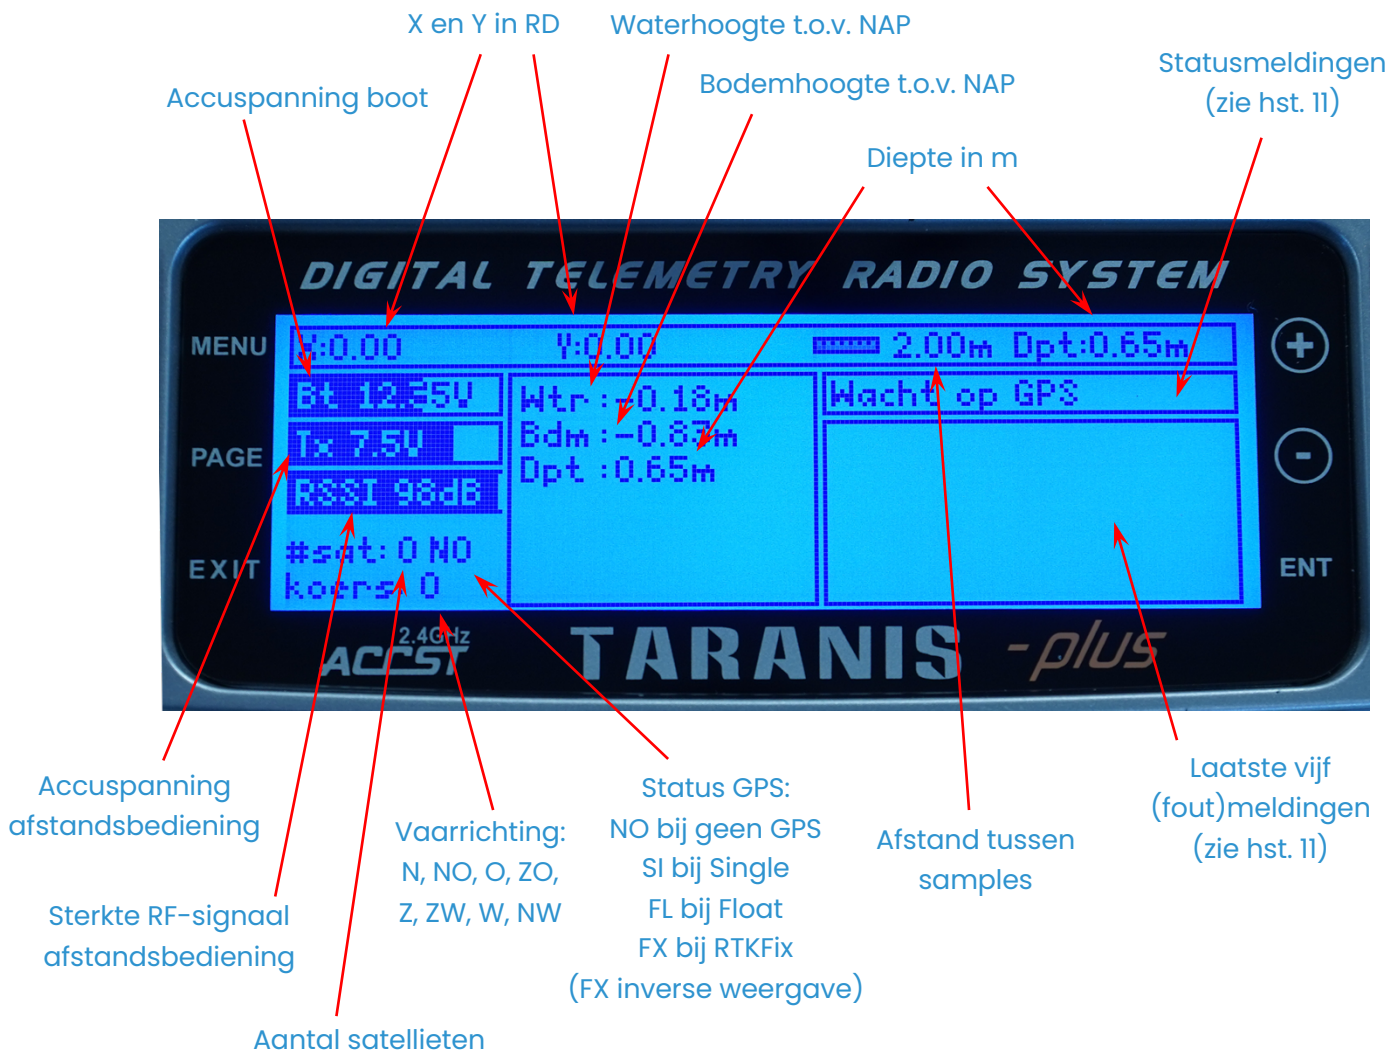 X en Y in RD
Waterhoogte t.o.v. NAP
Accuspanning boot
Bodemhoogte t.o.v. NAP
Statusmeldingen
(zie hst. 11)
Diepte in m
DIGITAL TELEMETRY RADIO SYSTEM
MENU
X:0.00 Y:0.00 2.00m Dpt:0.65m
+
Bt 12.35V
Wtr :-0.18m
Wacht op GPS
Tx 7.5V
Bdm :-0.83m
PAGE
-
Dpt :0.65m
RSSI 98dB
#sat: 0 NO
EXIT
koers: 0
ENT
2.4GHz
ACCST
TARANIS -plus
Accuspanning
afstandsbediening
Sterkte RF-signaal
afstandsbediening
Aantal satellieten
Vaarrichting:
N, NO, O, ZO,
Z, ZW, W, NW
Status GPS:
NO bij geen GPS
SI bij Single
FL bij Float
FX bij RTKFix
(FX inverse weergave)
Afstand tussen
samples
Laatste vijf
(fout)meldingen
(zie hst. 11)